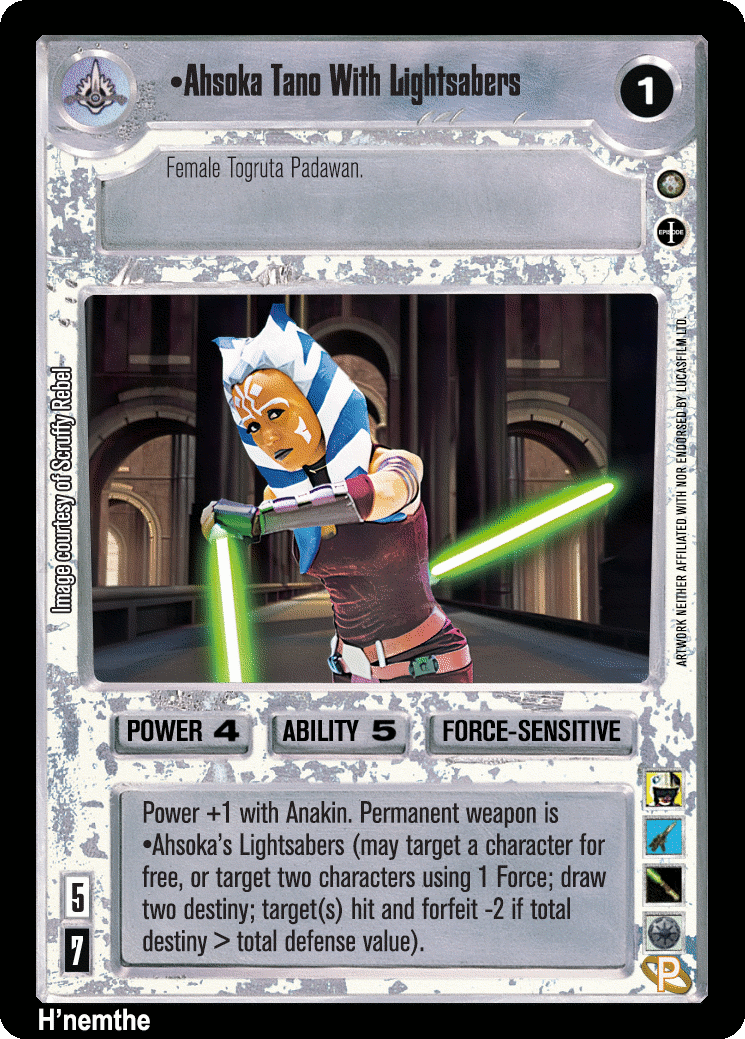 •Ahsoka Tano With Lightsabers
1
Female Togruta Padawan.
EPISODE
I
Image courtesy of Scruffy Rebel
ARTWORK NEITHER AFFILIATED WITH NOR ENDORSED BY LUCASFILM LTD.
POWER 4
ABILITY 5
FORCE-SENSITIVE
Power +1 with Anakin. Permanent weapon is
•Ahsoka's Lightsabers (may target a character for
free, or target two characters using 1 Force; draw
two destiny; target(s) hit and forfeit -2 if total
destiny > total defense value).
5
7
P
H'nemthe